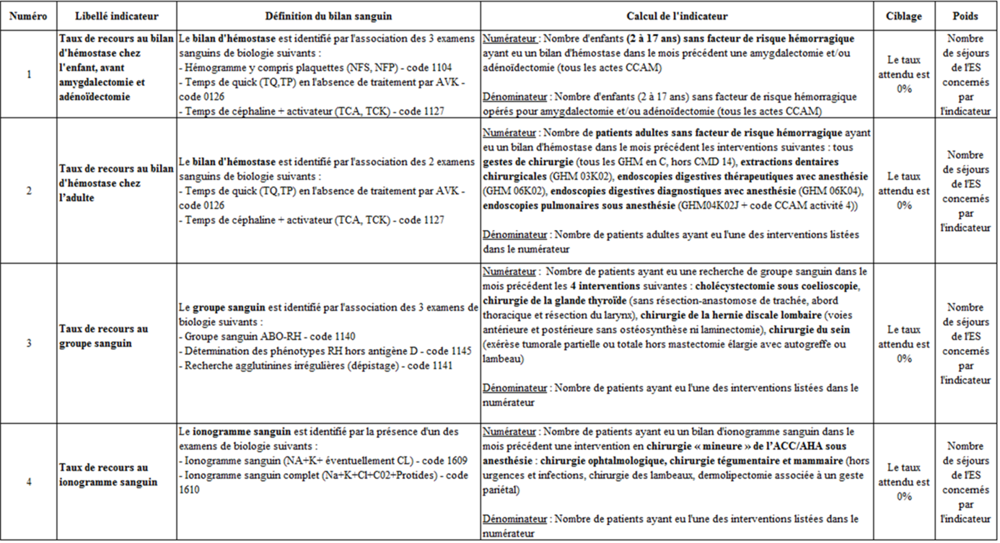 Numéro
Libellé indicateur
Définition du bilan sanguin
Calcul de l'indicateur
Ciblage
Poids
1
Taux de recours au bilan
d'hémostase chez
l'enfant, avant
amygdalectomie et
adénoïdectomie
Le bilan d'hémostase est identifié par l'association des 3 examens
sanguins de biologie suivants :
- Hémogramme y compris plaquettes (NFS, NFP) - code 1104
- Temps de quick (TQ,TP) en l'absence de traitement par AVK -
code 0126
- Temps de céphaline + activateur (TCA, TCK) - code 1127
Numérateur : Nombre d'enfants (2 à 17 ans) sans facteur de risque hémorragique
ayant eu un bilan d'hémostase dans le mois précédent une amygdalectomie et/ou
adénoïdectomie (tous les actes CCAM)
Dénominateur : Nombre d'enfants (2 à 17 ans) sans facteur de risque hémorragique
opérés pour amygdalectomie et/ou adénoïdectomie (tous les actes CCAM)
Le taux
attendu est
0%
Nombre
de séjours
de l'ES
concernés
par
l'indicateur
2
Taux de recours au bilan
d'hémostase chez
l’adulte
Le bilan d'hémostase est identifié par l'association des 2 examens
sanguins de biologie suivants :
- Temps de quick (TQ,TP) en l'absence de traitement par AVK -
code 0126
- Temps de céphaline + activateur (TCA, TCK) - code 1127
Numérateur : Nombre de patients adultes sans facteur de risque hémorragique ayant
eu un bilan d'hémostase dans le mois précédent les interventions suivantes : tous
gestes de chirurgie (tous les GHM en C, hors CMD 14), extractions dentaires
chirurgicales (GHM 03K02), endoscopies digestives thérapeutiques avec anesthésie
(GHM 06K02), endoscopies digestives diagnostiques avec anesthésie (GHM 06K04),
endoscopies pulmonaires sous anesthésie (GHM04K02J + code CCAM activité 4))
Dénominateur : Nombre de patients adultes ayant eu l'une des interventions listées
dans le numérateur
Le taux
attendu est
0%
Nombre
de séjours
de l'ES
concernés
par
l'indicateur
3
Taux de recours au
groupe sanguin
Le groupe sanguin est identifié par l'association des 3 examens de
biologie suivants :
- Groupe sanguin ABO-RH - code 1140
- Détermination des phénotypes RH hors antigène D - code 1145
- Recherche agglutinines irrégulières (dépistage) - code 1141
Numérateur : Nombre de patients ayant eu une recherche de groupe sanguin dans le
mois précédent les 4 interventions suivantes : cholécystectomie sous coelioscopie,
chirurgie de la glande thyroïde (sans résection-anastomose de trachée, abord
thoracique et résection du larynx), chirurgie de la hernie discale lombaire (voies
antérieure et postérieure sans ostéosynthèse ni laminectomie), chirurgie du sein
(exérèse tumorale partielle ou totale hors mastectomie élargie avec autogreffe ou
lambeau)
Dénominateur : Nombre de patients ayant eu l'une des interventions listées dans le
numérateur
Le taux
attendu est
0%
Nombre
de séjours
de l'ES
concernés
par
l'indicateur
4
Taux de recours au
ionogramme sanguin
Le ionogramme sanguin est identifié par la présence d'un des
examens de biologie suivants :
- Ionogramme sanguin (NA+K+ éventuellement CL) - code 1609
- Ionogramme sanguin complet (Na+K+Cl+C02+Protides) - code
1610
Numérateur : Nombre de patients ayant eu un bilan d'ionogramme sanguin dans le
mois précédent une intervention en chirurgie « mineure » de l’ACC/AHA sous
anesthésie : chirurgie ophtalmologique, chirurgie tégumentaire et mammaire (hors
urgences et infections, chirurgie des lambeaux, dermolipectomie associée à un geste
pariétal)
Dénominateur : Nombre de patients ayant eu l'une des interventions listées dans le
numérateur
Le taux
attendu est
0%
Nombre
de séjours
de l'ES
concernés
par
l'indicateur